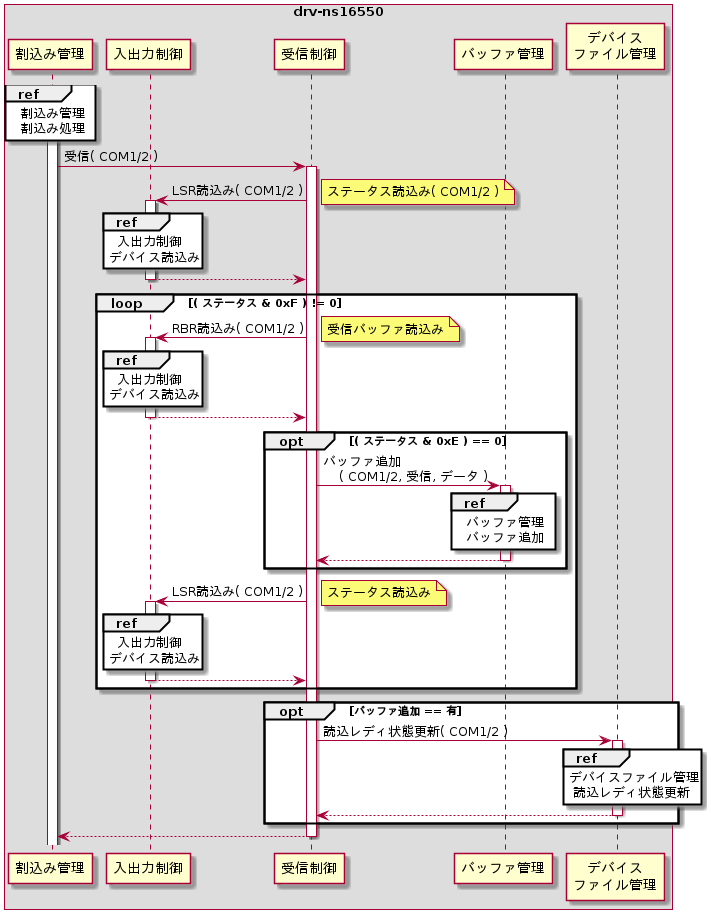 drv-ns16550
割込み管理
入出力制御
受信制御
バッファ管理
デバイス
ファイル管理
ref
割込み管理
割込み処理
受信( COM1/2 )
LSR読込み( COM1/2 )
ステータス読込み( COM1/2 )
ref
入出力制御
デバイス読込み
loop
[( ステータス & 0xF ) != 0]
RBR読込み( COM1/2 )
受信バッファ読込み
ref
入出力制御
デバイス読込み
opt
[( ステータス & 0xE ) == 0]
バッファ追加
( COM1/2, 受信, データ )
ref
バッファ管理
バッファ追加
LSR読込み( COM1/2 )
ステータス読込み
ref
入出力制御
デバイス読込み
opt
[バッファ追加 == 有]
読込レディ状態更新( COM1/2 )
ref
デバイスファイル管理
読込レディ状態更新
割込み管理
入出力制御
受信制御
バッファ管理
デバイス
ファイル管理